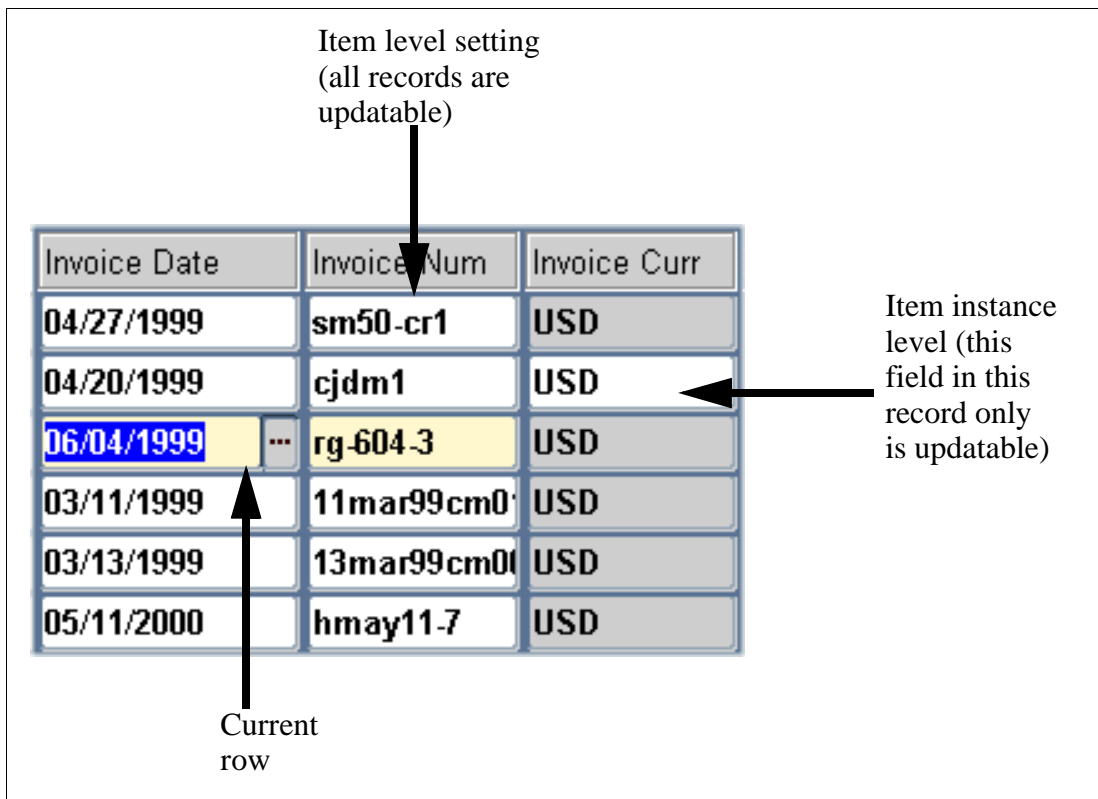 Item level setting
(all records are
updatable)
Invoice Date Invoice Num Invoice Curr
04/27/1999 sm50-cr1 USD
04/20/1999 cjdm1 USD
06/04/1999 ... rg-604-3 USD
03/11/1999 11mar99cm0 USD
03/13/1999 13mar99cm0 USD
05/11/2000 hmay11-7 USD
Item instance
level (this
field in this
record only
is updatable)
Current
row